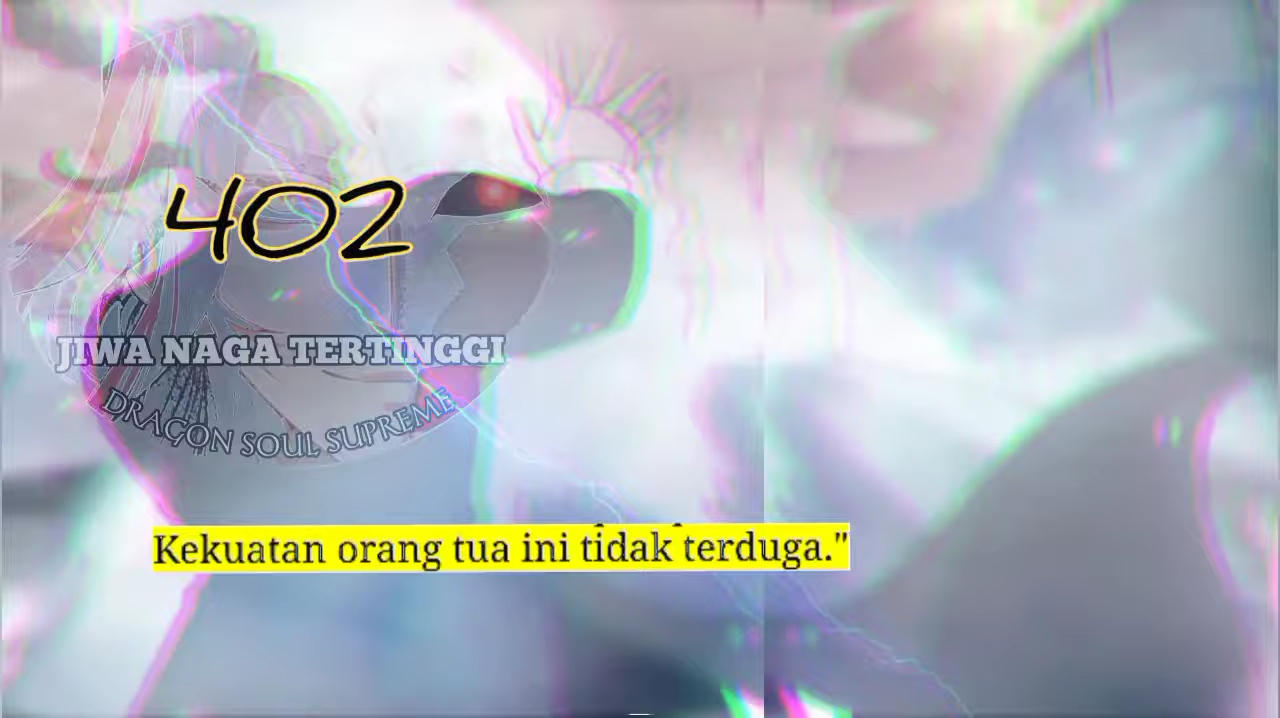 402
JIWA NAGA TERTINGGI
DRAGON SOUL SUPREME
Kekuatan orang tua ini tidak terduga."